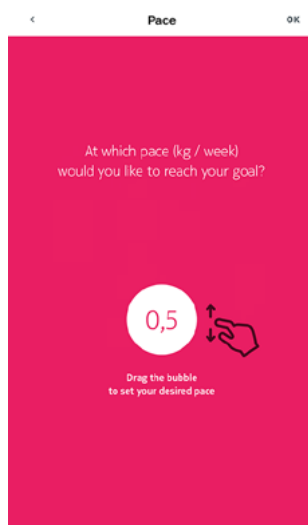 < Pace OK
At which pace (kg / week)
would you like to reach your goal?
0,5
Drag the bubble
to set your desired pace